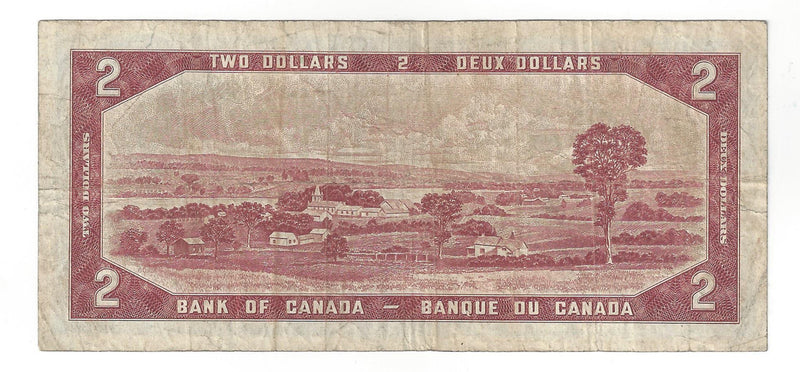 2 TWO DOLLARS 2 DEUX DOLLARS 2
TWO DOLLARS
DEUX DOLLARS
2 BANK OF CANADA — BANQUE DU CANADA 2